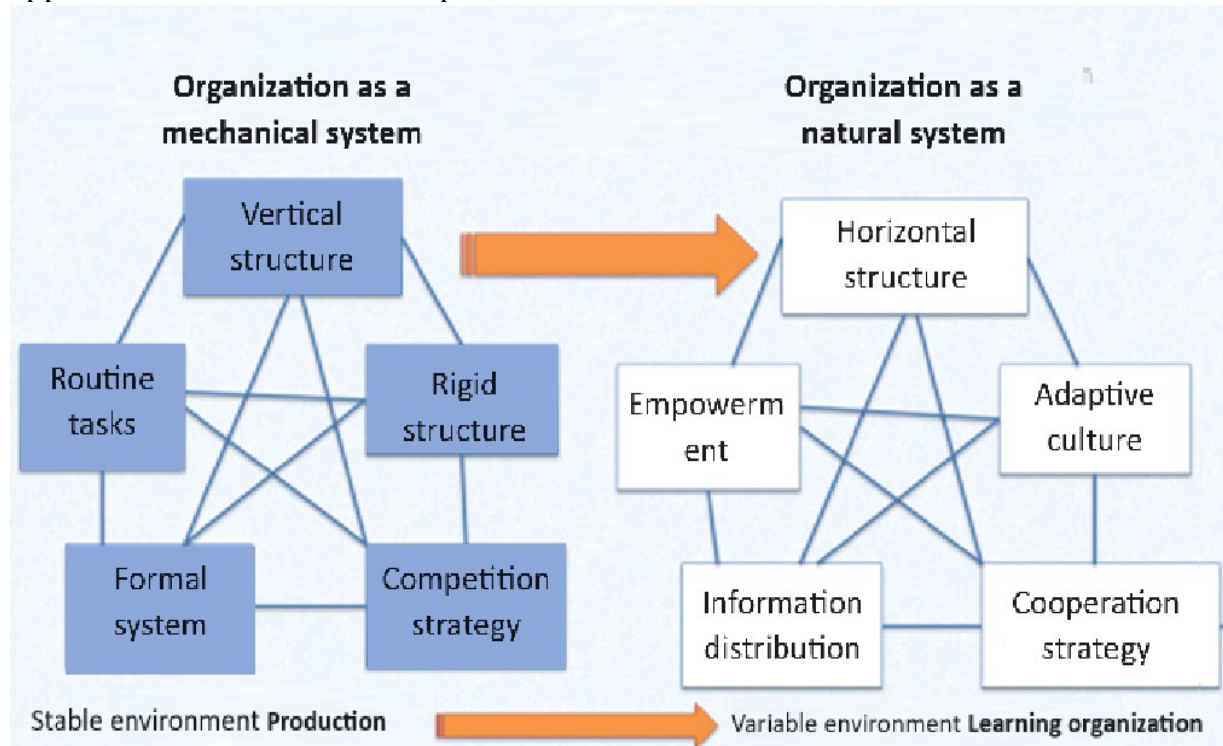 Organization as a
mechanical system
Organization as a
natural system
Vertical
structure
Routine
tasks
Rigid
structure
Formal
system
Competition
strategy
Horizontal
structure
Empowerm
ent
Adaptive
culture
Information
distribution
Cooperation
strategy
Stable environment Production
Variable environment Learning organization